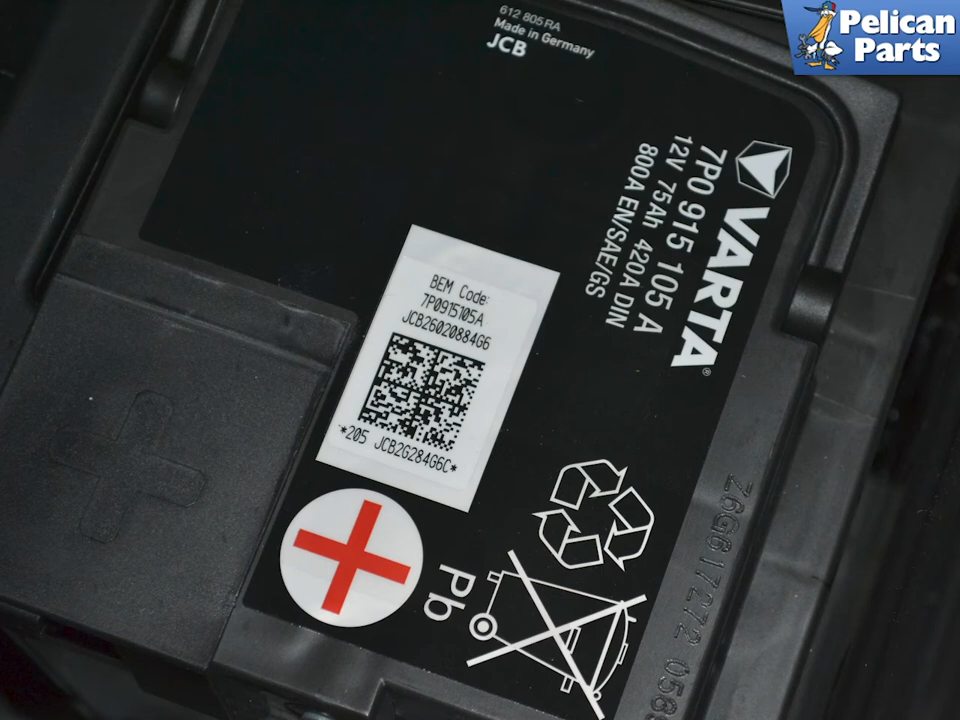 Pelican
Parts
612 805 RA
Made in Germany
JCB
VARTA®
7P0 915 105 A
12V 75Ah 420A DIN
800A EN/SAE/GS
BEM Code:
7P0915105A
JCB26020884G6
*205 JCB2G284G6C*
Pb